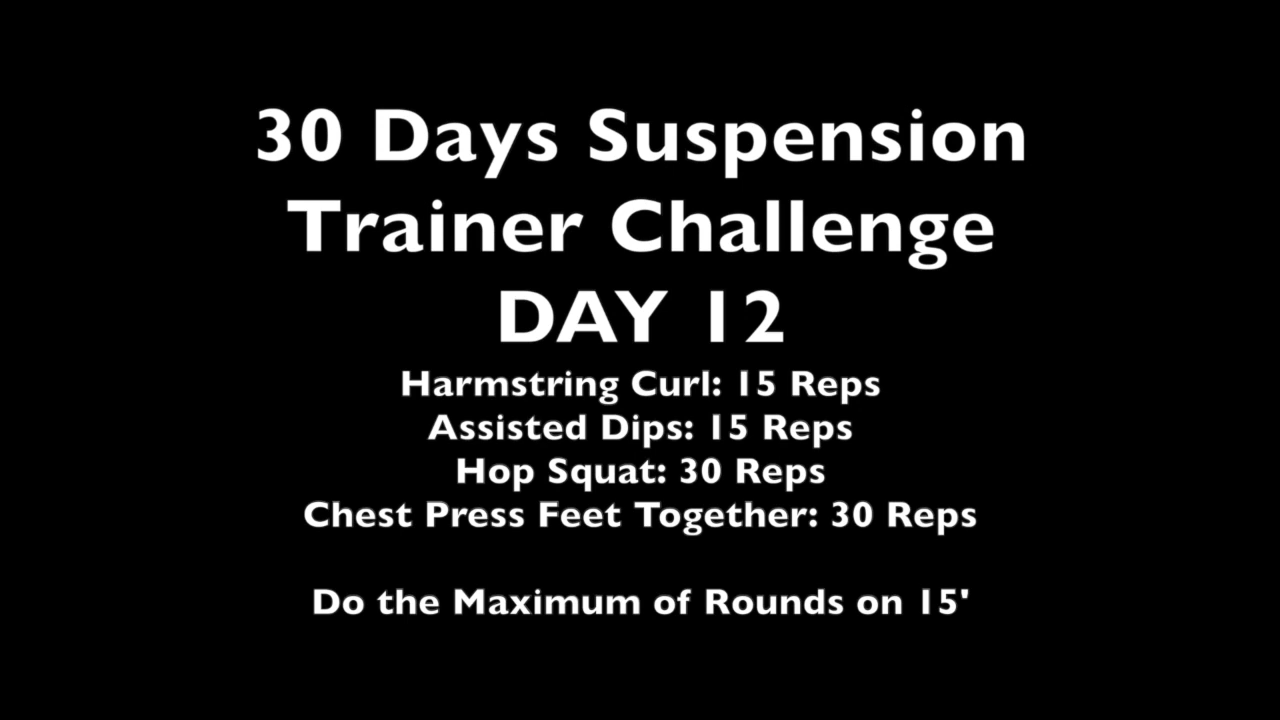 30 Days Suspension
Trainer Challenge
DAY 12
Harmstring Curl: 15 Reps
Assisted Dips: 15 Reps
Hop Squat: 30 Reps
Chest Press Feet Together: 30 Reps
Do the Maximum of Rounds on 15'